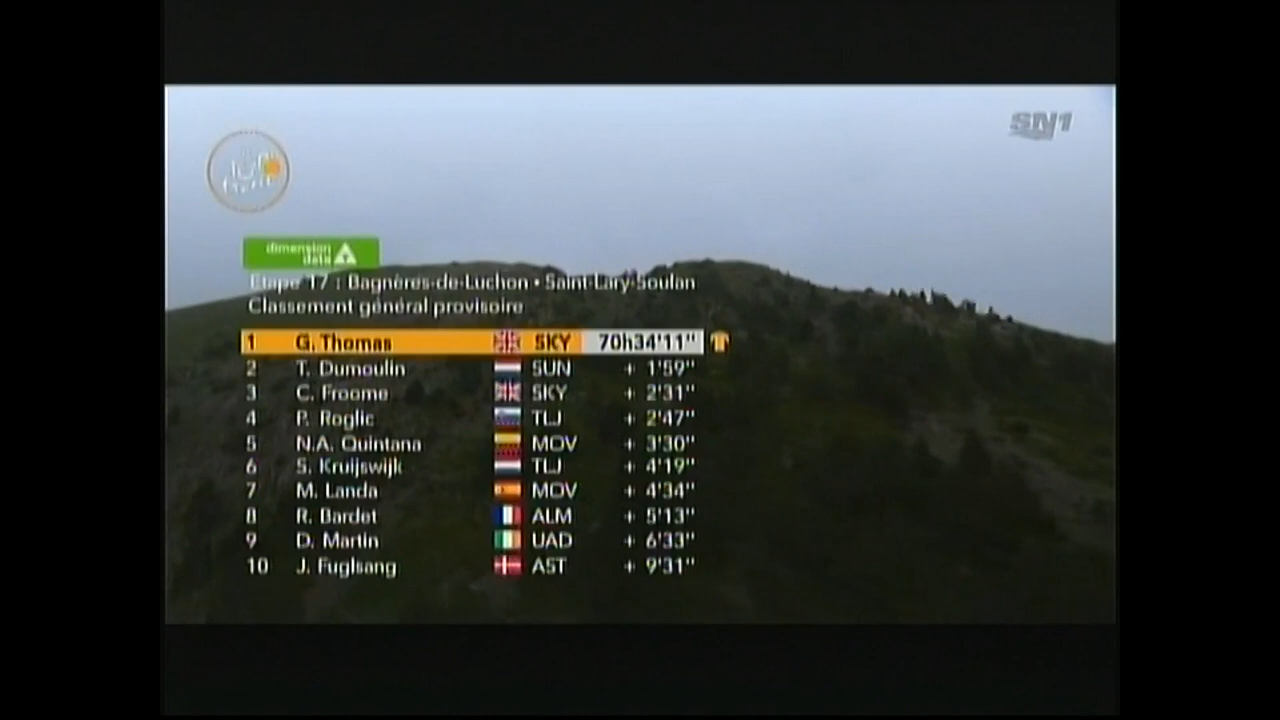 SN1
dimension
data
Etape 17 : Bagnères-de-Luchon • Saint-Lary-Soulan
Classement général provisoire
1 G. Thomas SKY 70h34'11''
2 T. Dumoulin SUN + 1'59''
3 C. Froome SKY + 2'31''
4 P. Roglic TLJ + 2'47''
5 N.A. Quintana MOV + 3'30''
6 S. Kruijswijk TLJ + 4'19''
7 M. Landa MOV + 4'34''
8 R. Bardet ALM + 5'13''
9 D. Martin UAD + 6'33''
10 J. Fuglsang AST + 9'31''